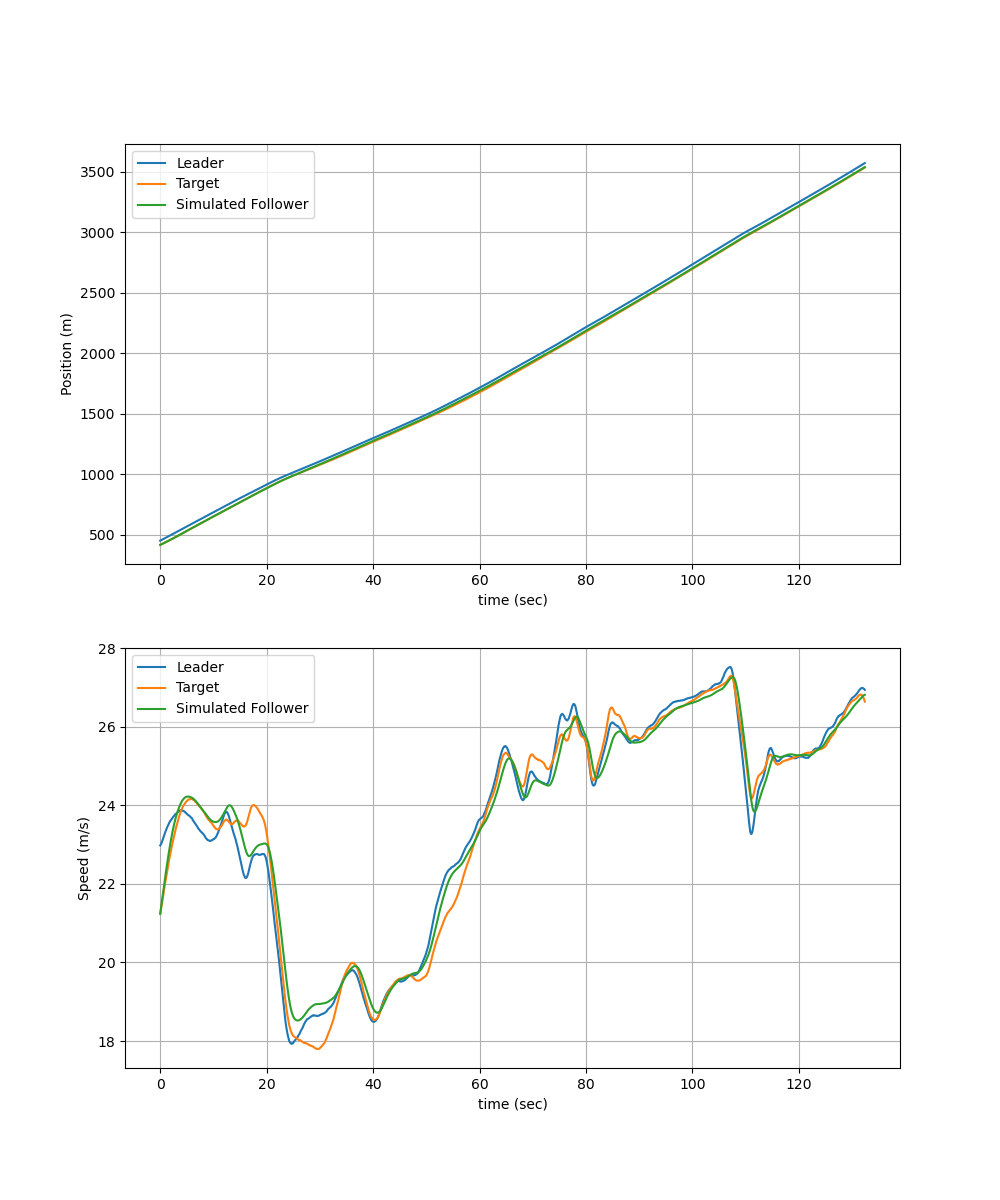 Leader
Target
Simulated Follower
3500
3000
2500
2000
1500
1000
500
Position (m)
0 20 40 60 80 100 120
time (sec)
Leader
Target
Simulated Follower
28
26
24
22
20
18
Speed (m/s)
0 20 40 60 80 100 120
time (sec)